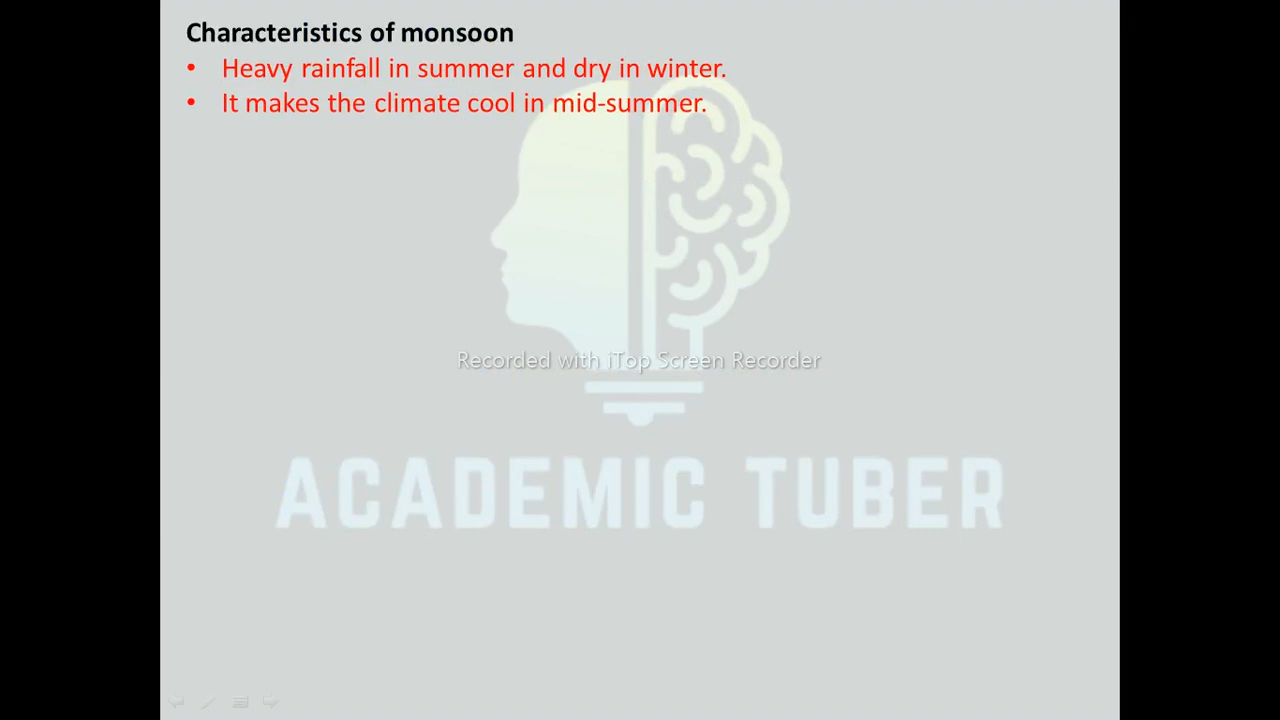 Characteristics of monsoon
• Heavy rainfall in summer and dry in winter.
• It makes the climate cool in mid-summer.
Recorded with iTop Screen Recorder
ACADEMIC TUBER